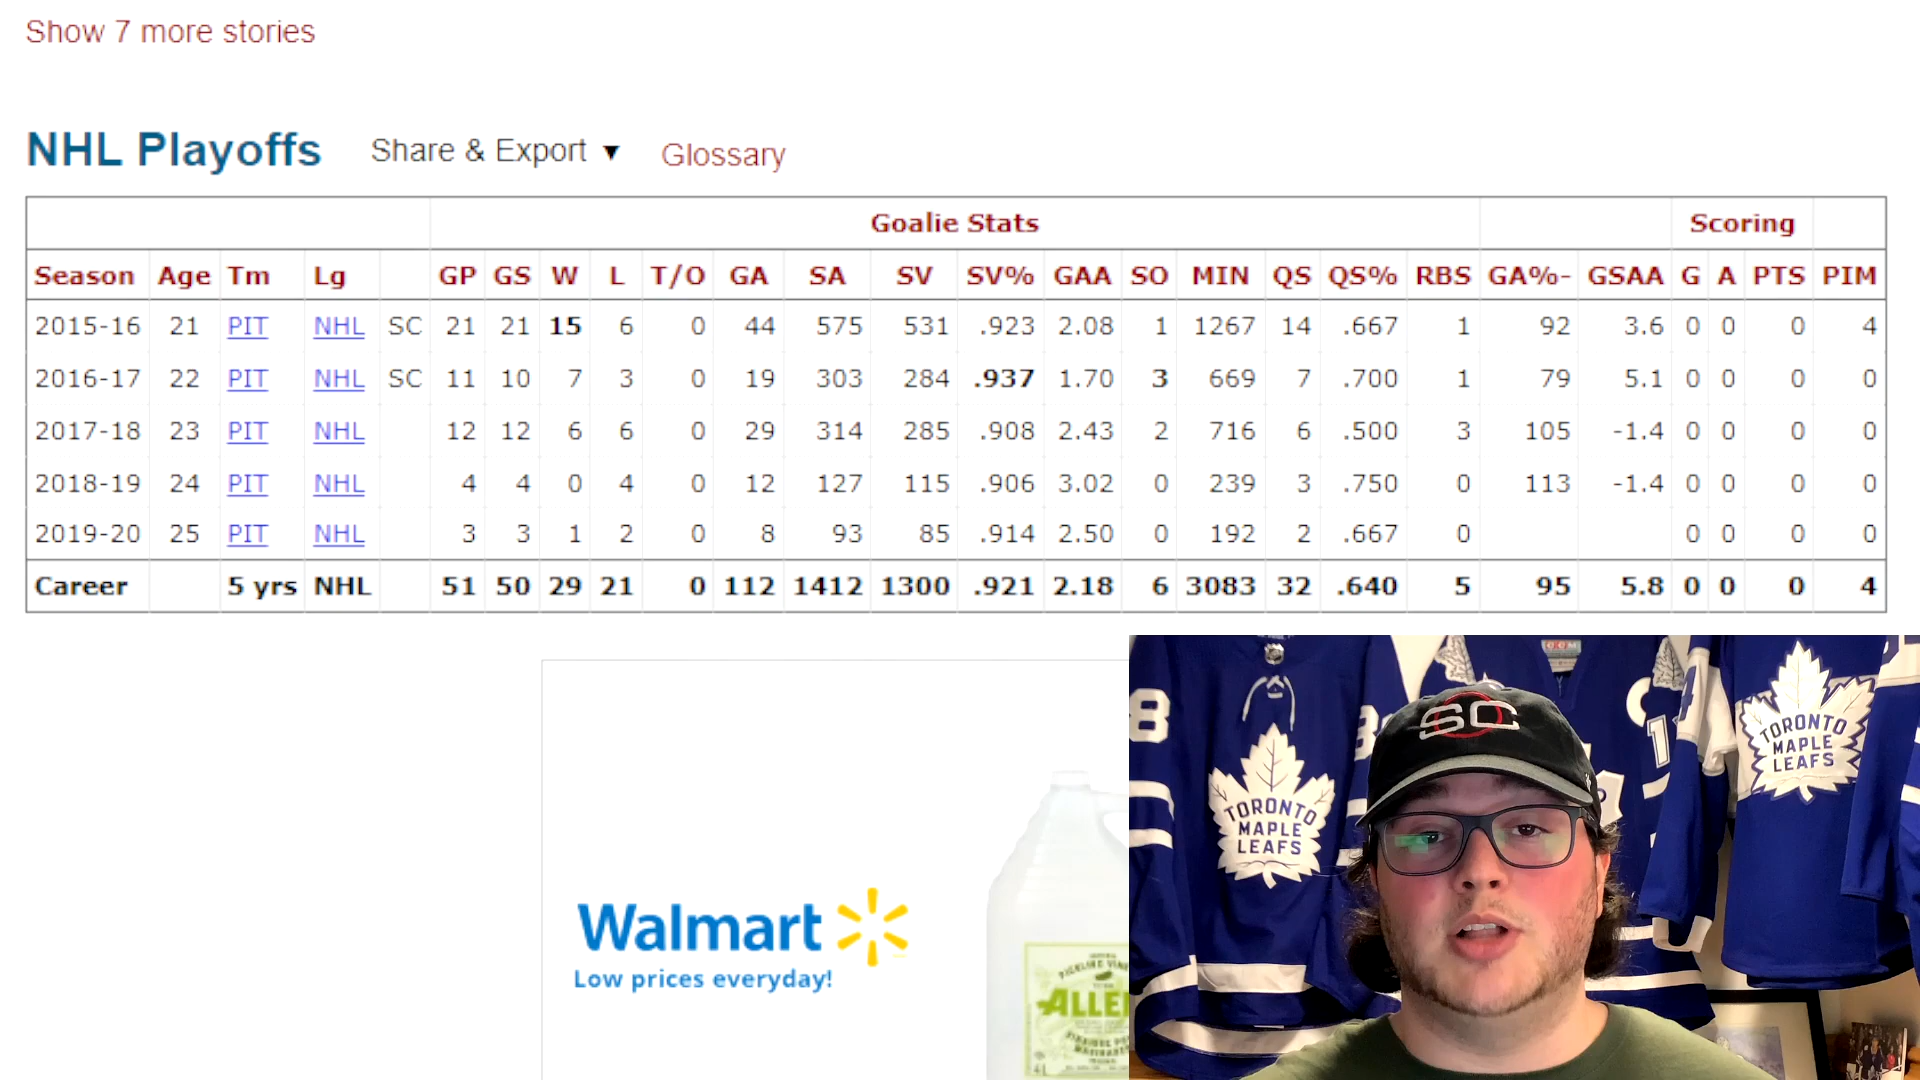 Show 7 more stories
NHL Playoffs Share & Export ▼ Glossary
Goalie Stats Scoring
Season Age Tm Lg GP GS W L T/O GA SA SV SV% GAA SO MIN QS QS% RBS GA%- GSAA G A PTS PIM
2015-16 21 PIT NHL SC 21 21 15 6 0 44 575 531 .923 2.08 1 1267 14 .667 1 92 3.6 0 0 0 4
2016-17 22 PIT NHL SC 11 10 7 3 0 19 303 284 .937 1.70 3 669 7 .700 1 79 5.1 0 0 0 0
2017-18 23 PIT NHL 12 12 6 6 0 29 314 285 .908 2.43 2 716 6 .500 3 105 -1.4 0 0 0 0
2018-19 24 PIT NHL 4 4 0 4 0 12 127 115 .906 3.02 0 239 3 .750 0 113 -1.4 0 0 0 0
2019-20 25 PIT NHL 3 3 1 2 0 8 93 85 .914 2.50 0 192 2 .667 0 0 0 0 0
Career 5 yrs NHL 51 50 29 21 0 112 1412 1300 .921 2.18 6 3083 32 .640 5 95 5.8 0 0 0 4
Walmart
Low prices everyday!
ALLE
4L
8
TORONTO
MAPLE
LEAFS
CCM
SC
C
TORONTO
MAPLE
LEAFS